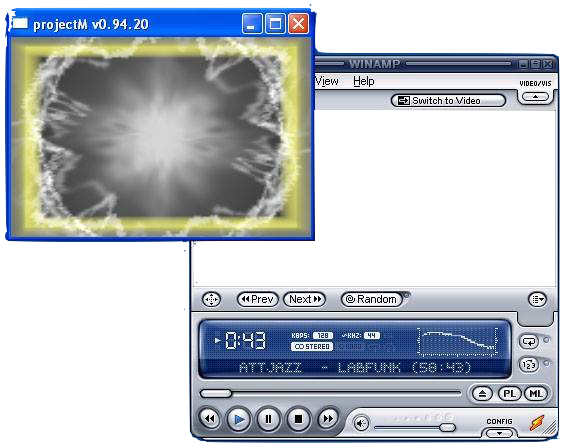 projectM v0.94.20
WINAMP
View Help
VIDEO/VIS
Switch to Video
Prev Next Random
0:43
KBPS: 128 KHZ: 44
STEREO
ATTJAZZ - LABFUNK (58:43)
123
PL ML
CONFIG